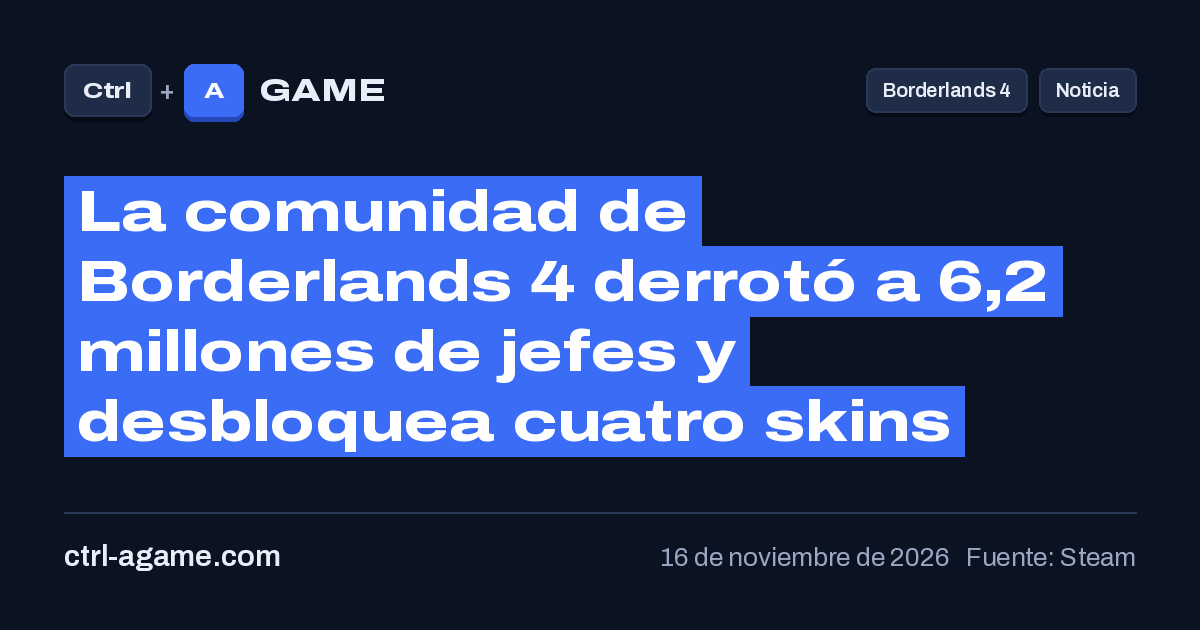 Ctrl + A GAME
Borderlands 4 Noticia
La comunidad de
Borderlands 4 derrotó a 6,2
millones de jefes y
desbloquea cuatro skins
ctrl-agame.com
16 de noviembre de 2026 Fuente: Steam